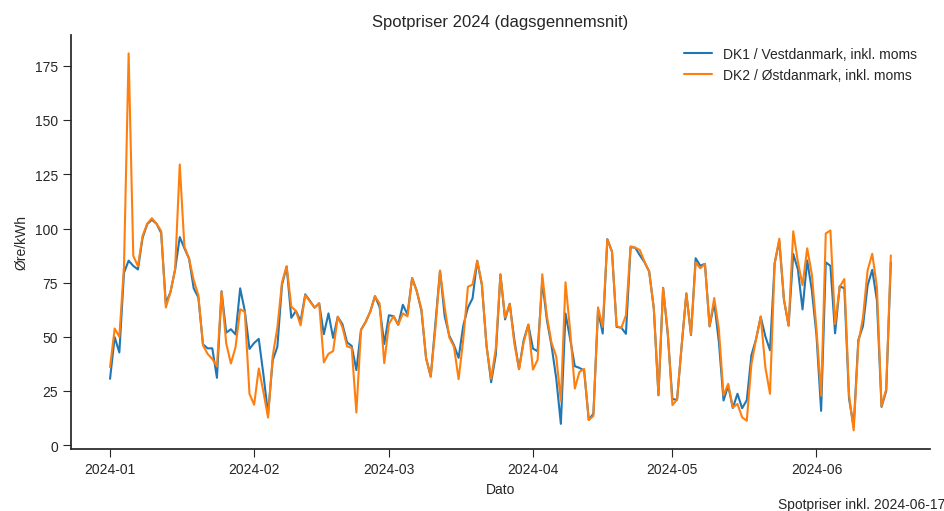 Spotpriser 2024 (dagsgennemsnit)
DK1 / Vestdanmark, inkl. moms
DK2 / Østdanmark, inkl. moms
Øre/kWh
175
150
125
100
75
50
25
0
2024-01 2024-02 2024-03 2024-04 2024-05 2024-06
Dato
Spotpriser inkl. 2024-06-17